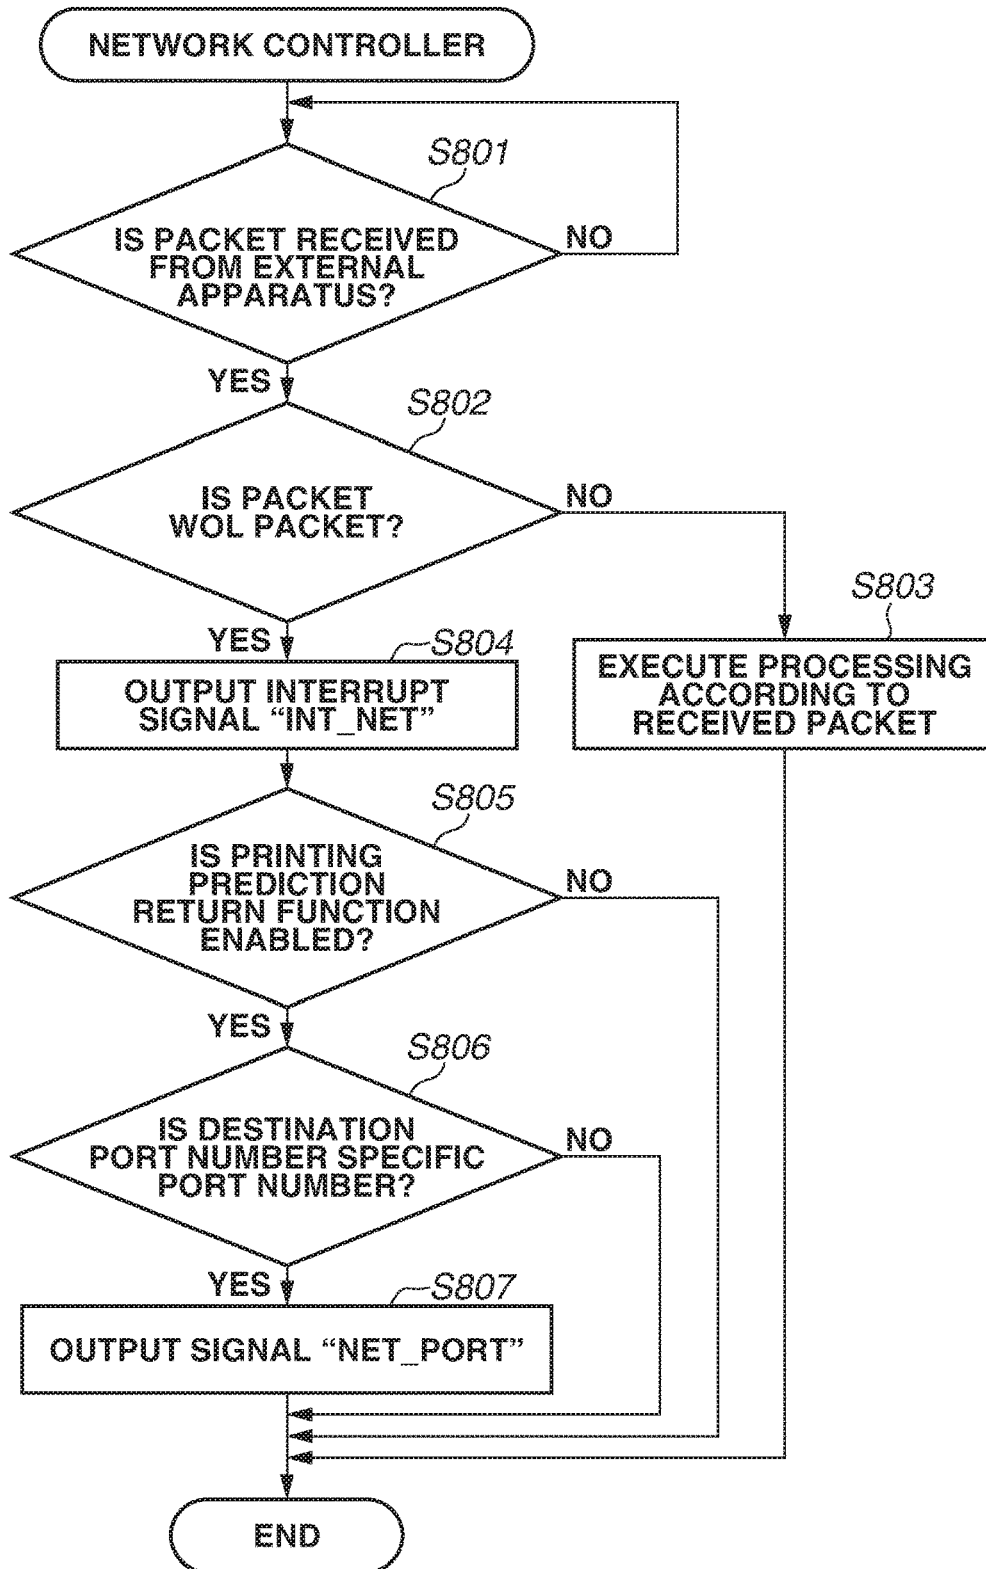 NETWORK CONTROLLER
S801
IS PACKET RECEIVED
FROM EXTERNAL
APPARATUS?
NO
YES
S802
IS PACKET
WOL PACKET?
NO
YES
S803
EXECUTE PROCESSING
ACCORDING TO
RECEIVED PACKET
S804
OUTPUT INTERRUPT
SIGNAL “INT_NET”
S805
IS PRINTING
PREDICTION
RETURN FUNCTION
ENABLED?
NO
YES
S806
IS DESTINATION
PORT NUMBER SPECIFIC
PORT NUMBER?
NO
YES
S807
OUTPUT SIGNAL “NET_PORT”
END